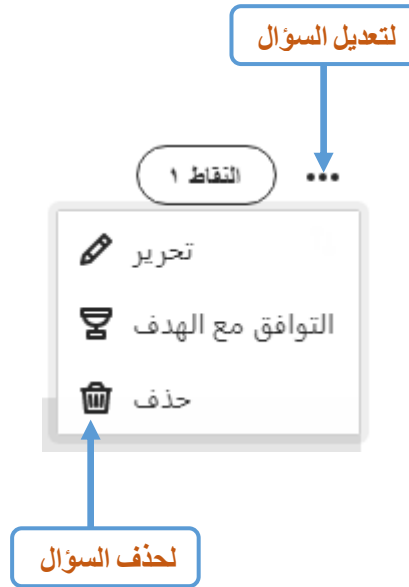 لتعديل السؤال
النقاط ١
تحرير
التوافق مع الهدف
حذف
لحذف السؤال